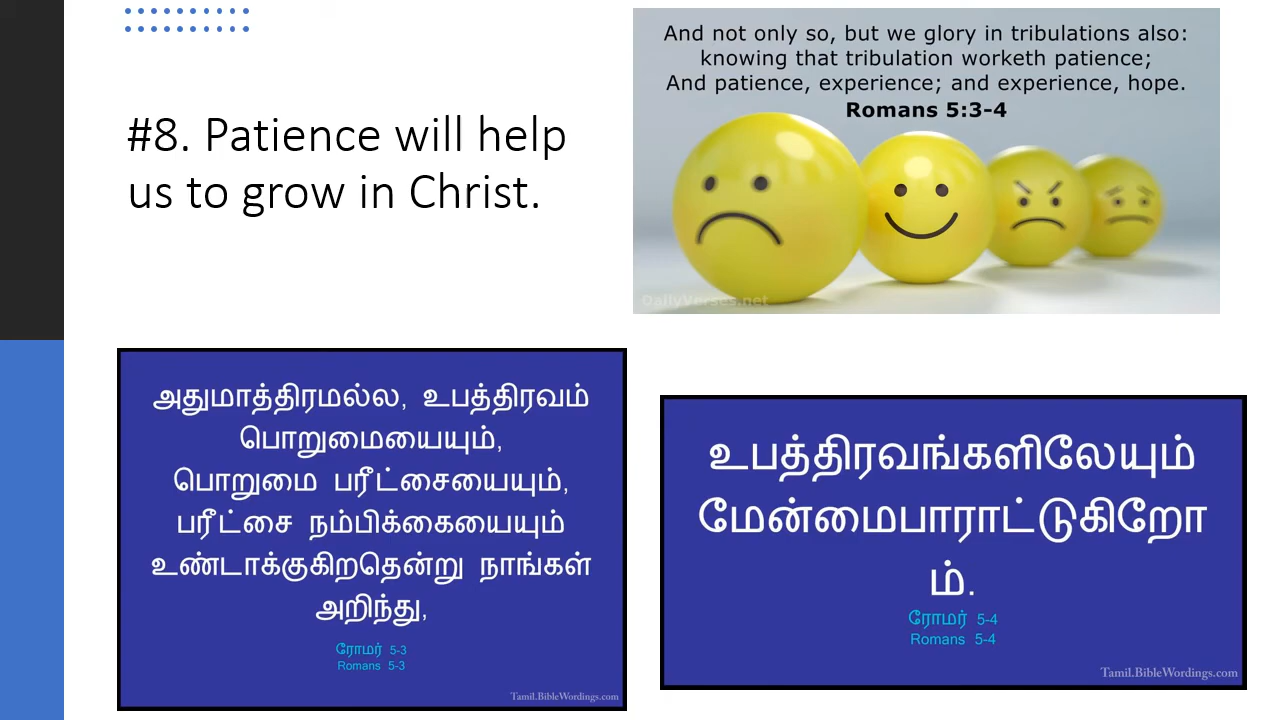 #8. Patience will help
us to grow in Christ.
And not only so, but we glory in tribulations also:
knowing that tribulation worketh patience;
And patience, experience; and experience, hope.
Romans 5:3-4
DailyVerses.net
அதுமாத்திரமல்ல, உபத்திரவம்
பொறுமையையும்,
பொறுமை பரீட்சையையும்,
பரீட்சை நம்பிக்கையையும்
உண்டாக்குகிறதென்று நாங்கள்
அறிந்து,
ரோமர் 5-3
Romans 5-3
Tamil.BibleWordings.com
உபத்திரவங்களிலேயும்
மேன்மைபாராட்டுகிறோ
ம்.
ரோமர் 5-4
Romans 5-4
Tamil.BibleWordings.com